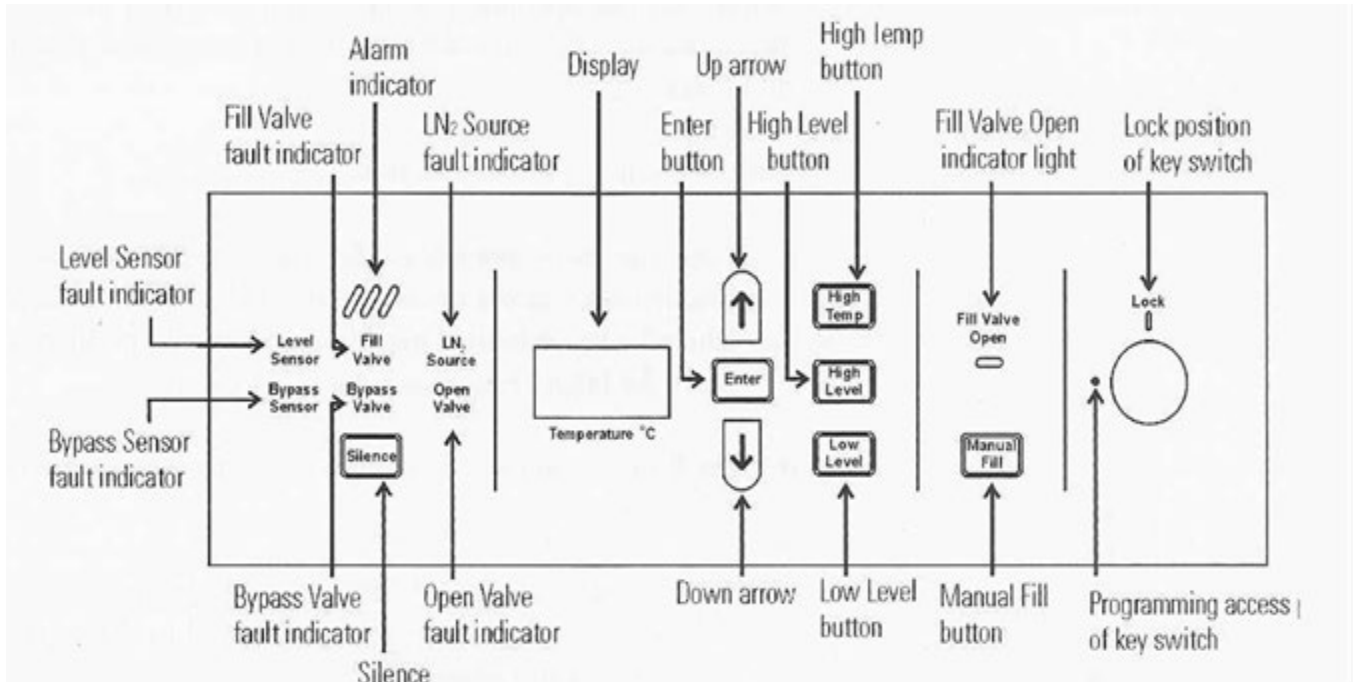 High Temp
button
Alarm
indicator
Display
Up arrow
Fill Valve
fault indicator
LN₂ Source
fault indicator
Enter
button
High Level
button
Fill Valve Open
indicator light
Lock position
of key switch
Level Sensor
fault indicator
Bypass Sensor
fault indicator
Level
Sensor
Fill
Valve
LN₂
Source
Bypass
Sensor
Bypass
Valve
Open
Valve
Silence
Temperature °C
Enter
High
Temp
High
Level
Low
Level
Fill Valve
Open
Manual
Fill
Lock
Bypass Valve
fault indicator
Open Valve
fault indicator
Down arrow
Low Level
button
Manual Fill
button
Programming access
of key switch
Silence